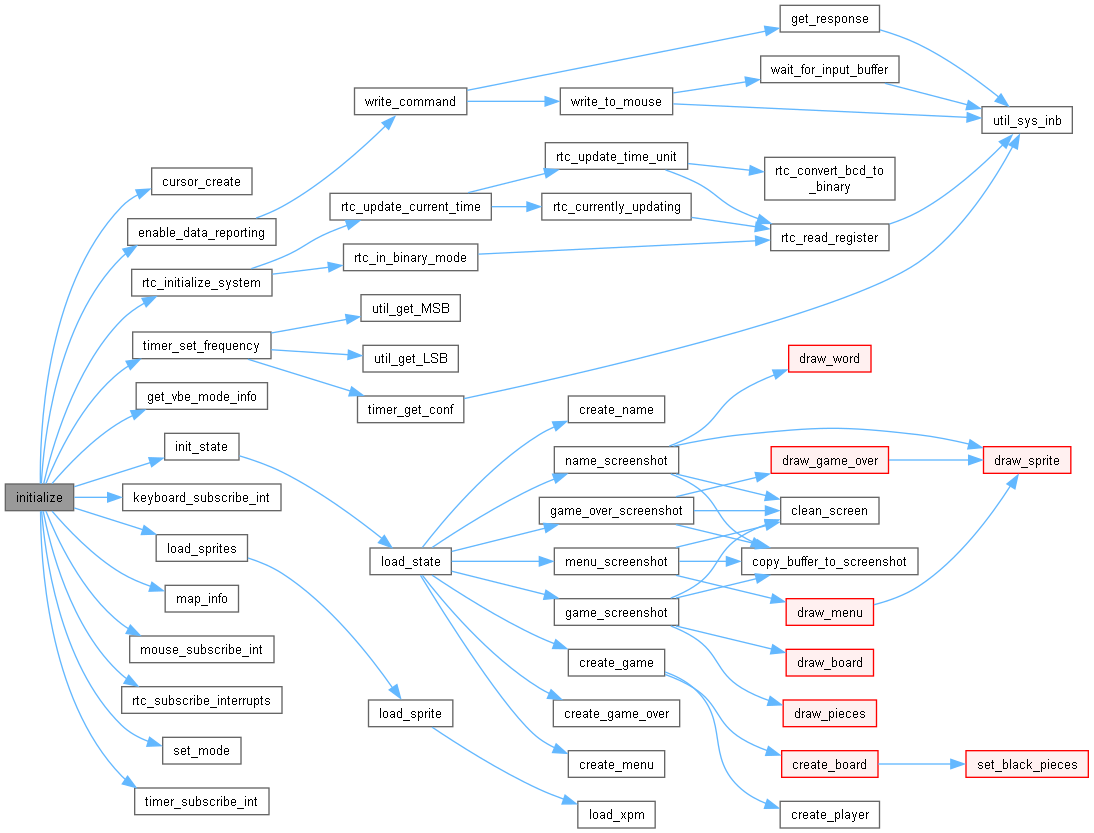 get_response
wait_for_input_buffer
write_command
write_to_mouse
util_sys_inb
rtc_update_time_unit
rtc_convert_bcd_to
_binary
cursor_create
enable_data_reporting
rtc_update_current_time
rtc_currently_updating
rtc_read_register
rtc_in_binary_mode
rtc_initialize_system
util_get_MSB
timer_set_frequency
util_get_LSB
draw_word
get_vbe_mode_info
timer_get_conf
create_name
init_state
name_screenshot
draw_game_over
draw_sprite
initialize
keyboard_subscribe_int
game_over_screenshot
clean_screen
load_sprites
load_state
menu_screenshot
copy_buffer_to_screenshot
map_info
game_screenshot
draw_menu
mouse_subscribe_int
create_game
draw_board
rtc_subscribe_interrupts
load_sprite
create_game_over
draw_pieces
set_mode
create_menu
create_board
set_black_pieces
timer_subscribe_int
load_xpm
create_player